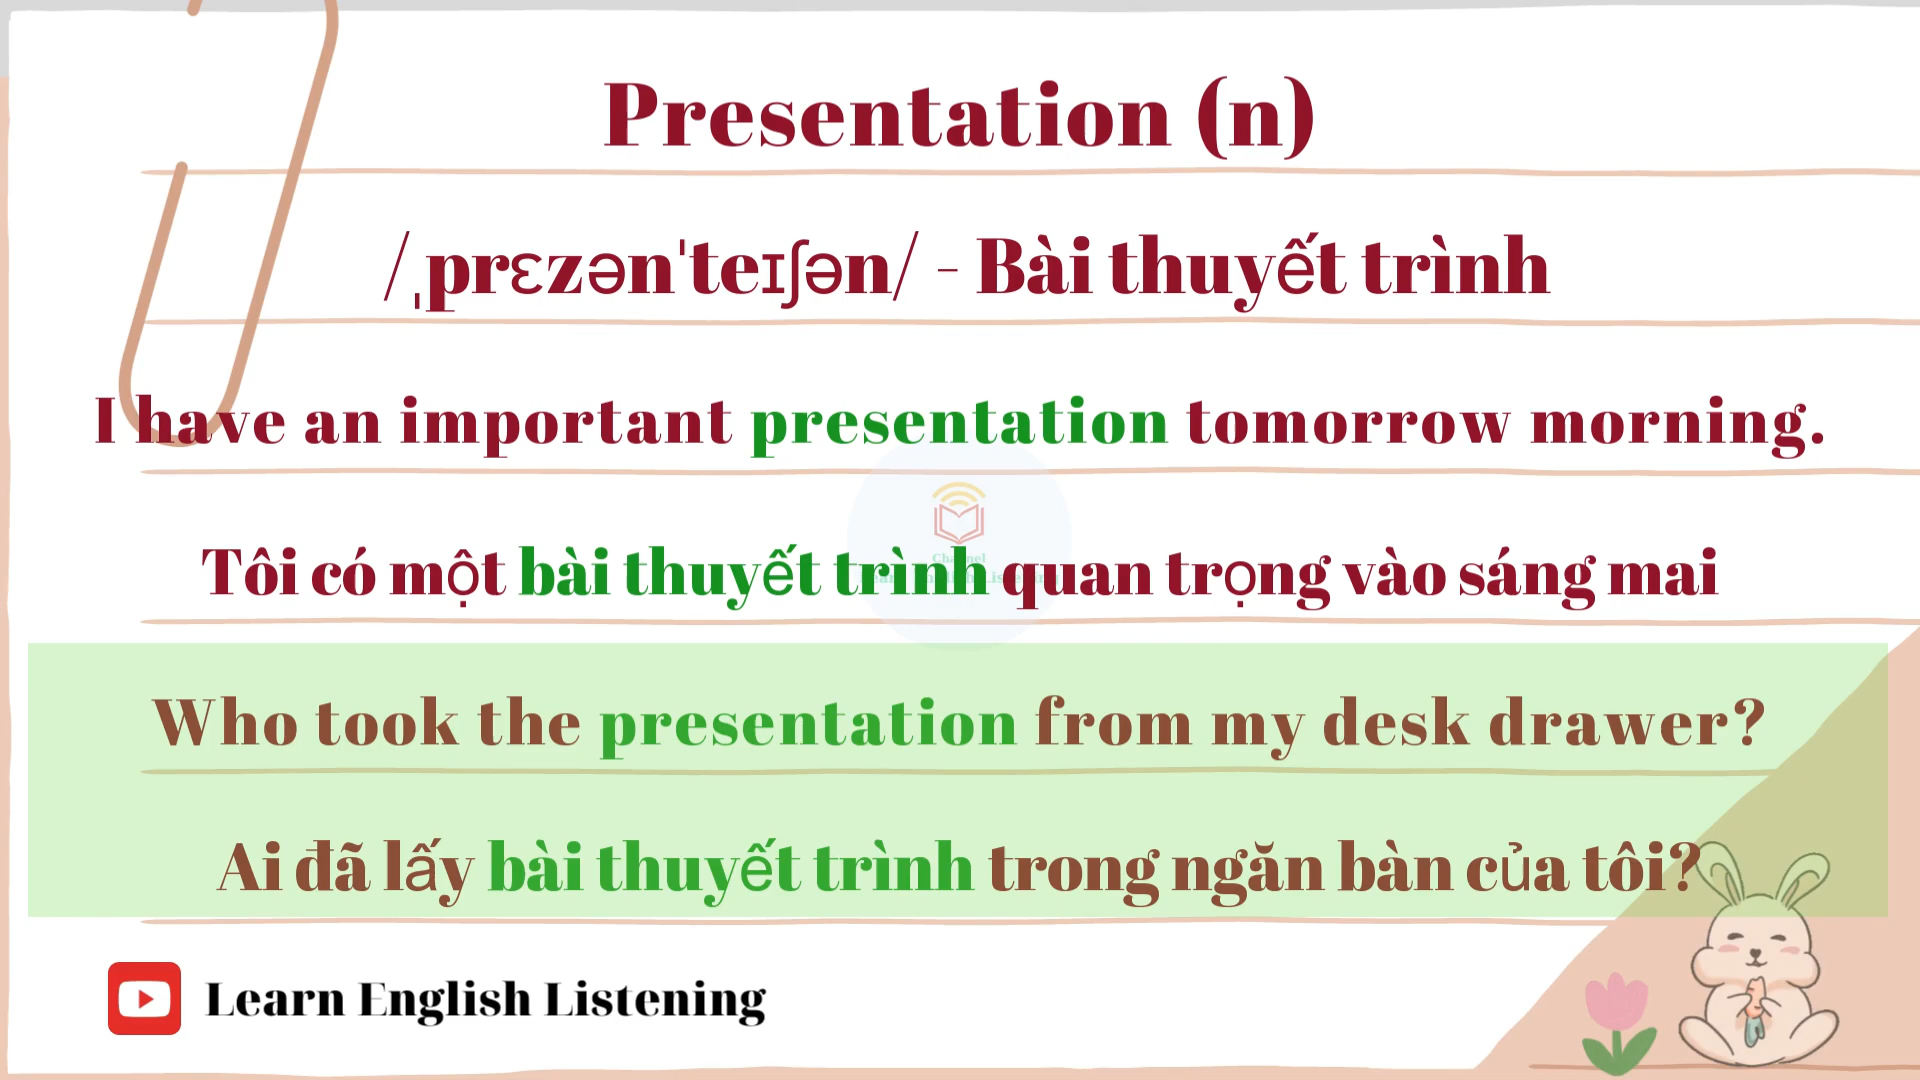 Presentation (n)
/ˌprɛzənˈteɪʃən/ - Bài thuyết trình
I have an important presentation tomorrow morning.
Tôi có một bài thuyết trình quan trọng vào sáng mai
Who took the presentation from my desk drawer?
Ai đã lấy bài thuyết trình trong ngăn bàn của tôi?
Learn English Listening